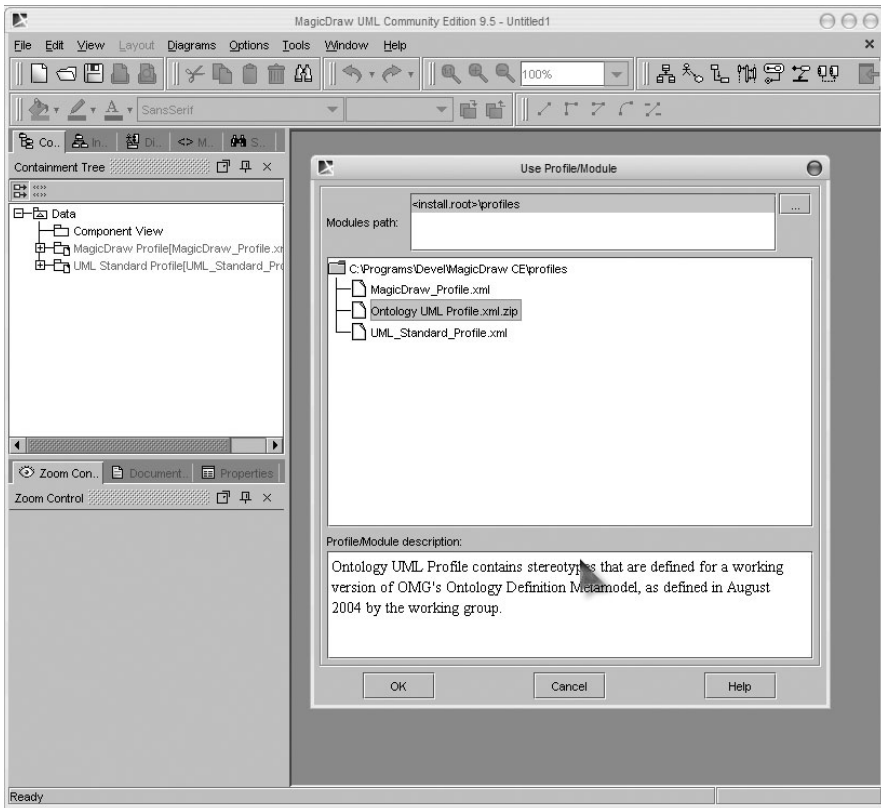 MagicDraw UML Community Edition 9.5 - Untitled1
File Edit View Layout Diagrams Options Tools Window Help
100%
SansSerif
Co.. In.. Di.. <> M.. S..
Containment Tree
Data
Component View
MagicDraw Profile[MagicDraw_Profile.xr
UML Standard Profile[UML_Standard_Pro
Zoom Con.. Document.. Properties
Zoom Control
Use Profile/Module
Modules path:
<install.root>\profiles
...
C:\Programs\Devel\MagicDraw CE\profiles
MagicDraw_Profile.xml
Ontology UML Profile.xml.zip
UML_Standard_Profile.xml
Profile/Module description:
Ontology UML Profile contains stereotypes that are defined for a working
version of OMG's Ontology Definition Metamodel, as defined in August
2004 by the working group.
OK Cancel Help
Ready